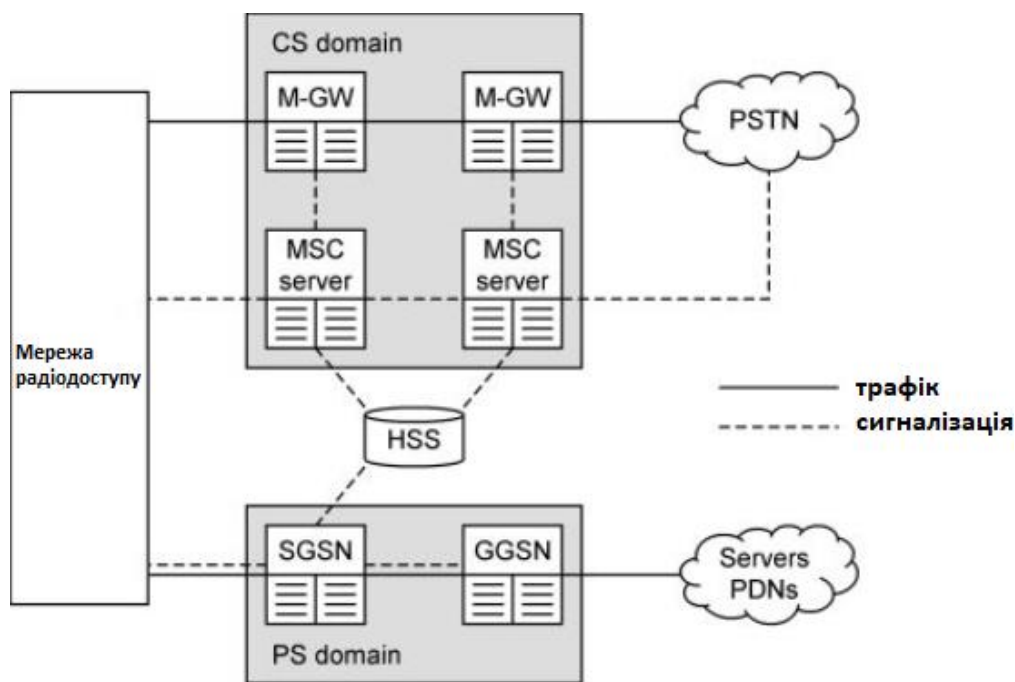 CS domain
M-GW
M-GW
PSTN
MSC
server
MSC
server
Мережа
радіодоступу
трафік
сигналізація
HSS
SGSN
GGSN
Servers
PDNs
PS domain